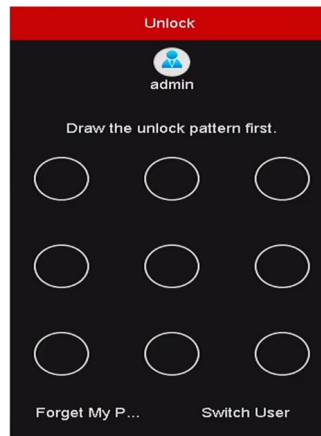 Unlock
admin
Draw the unlock pattern first.
Forget My P...
Switch User